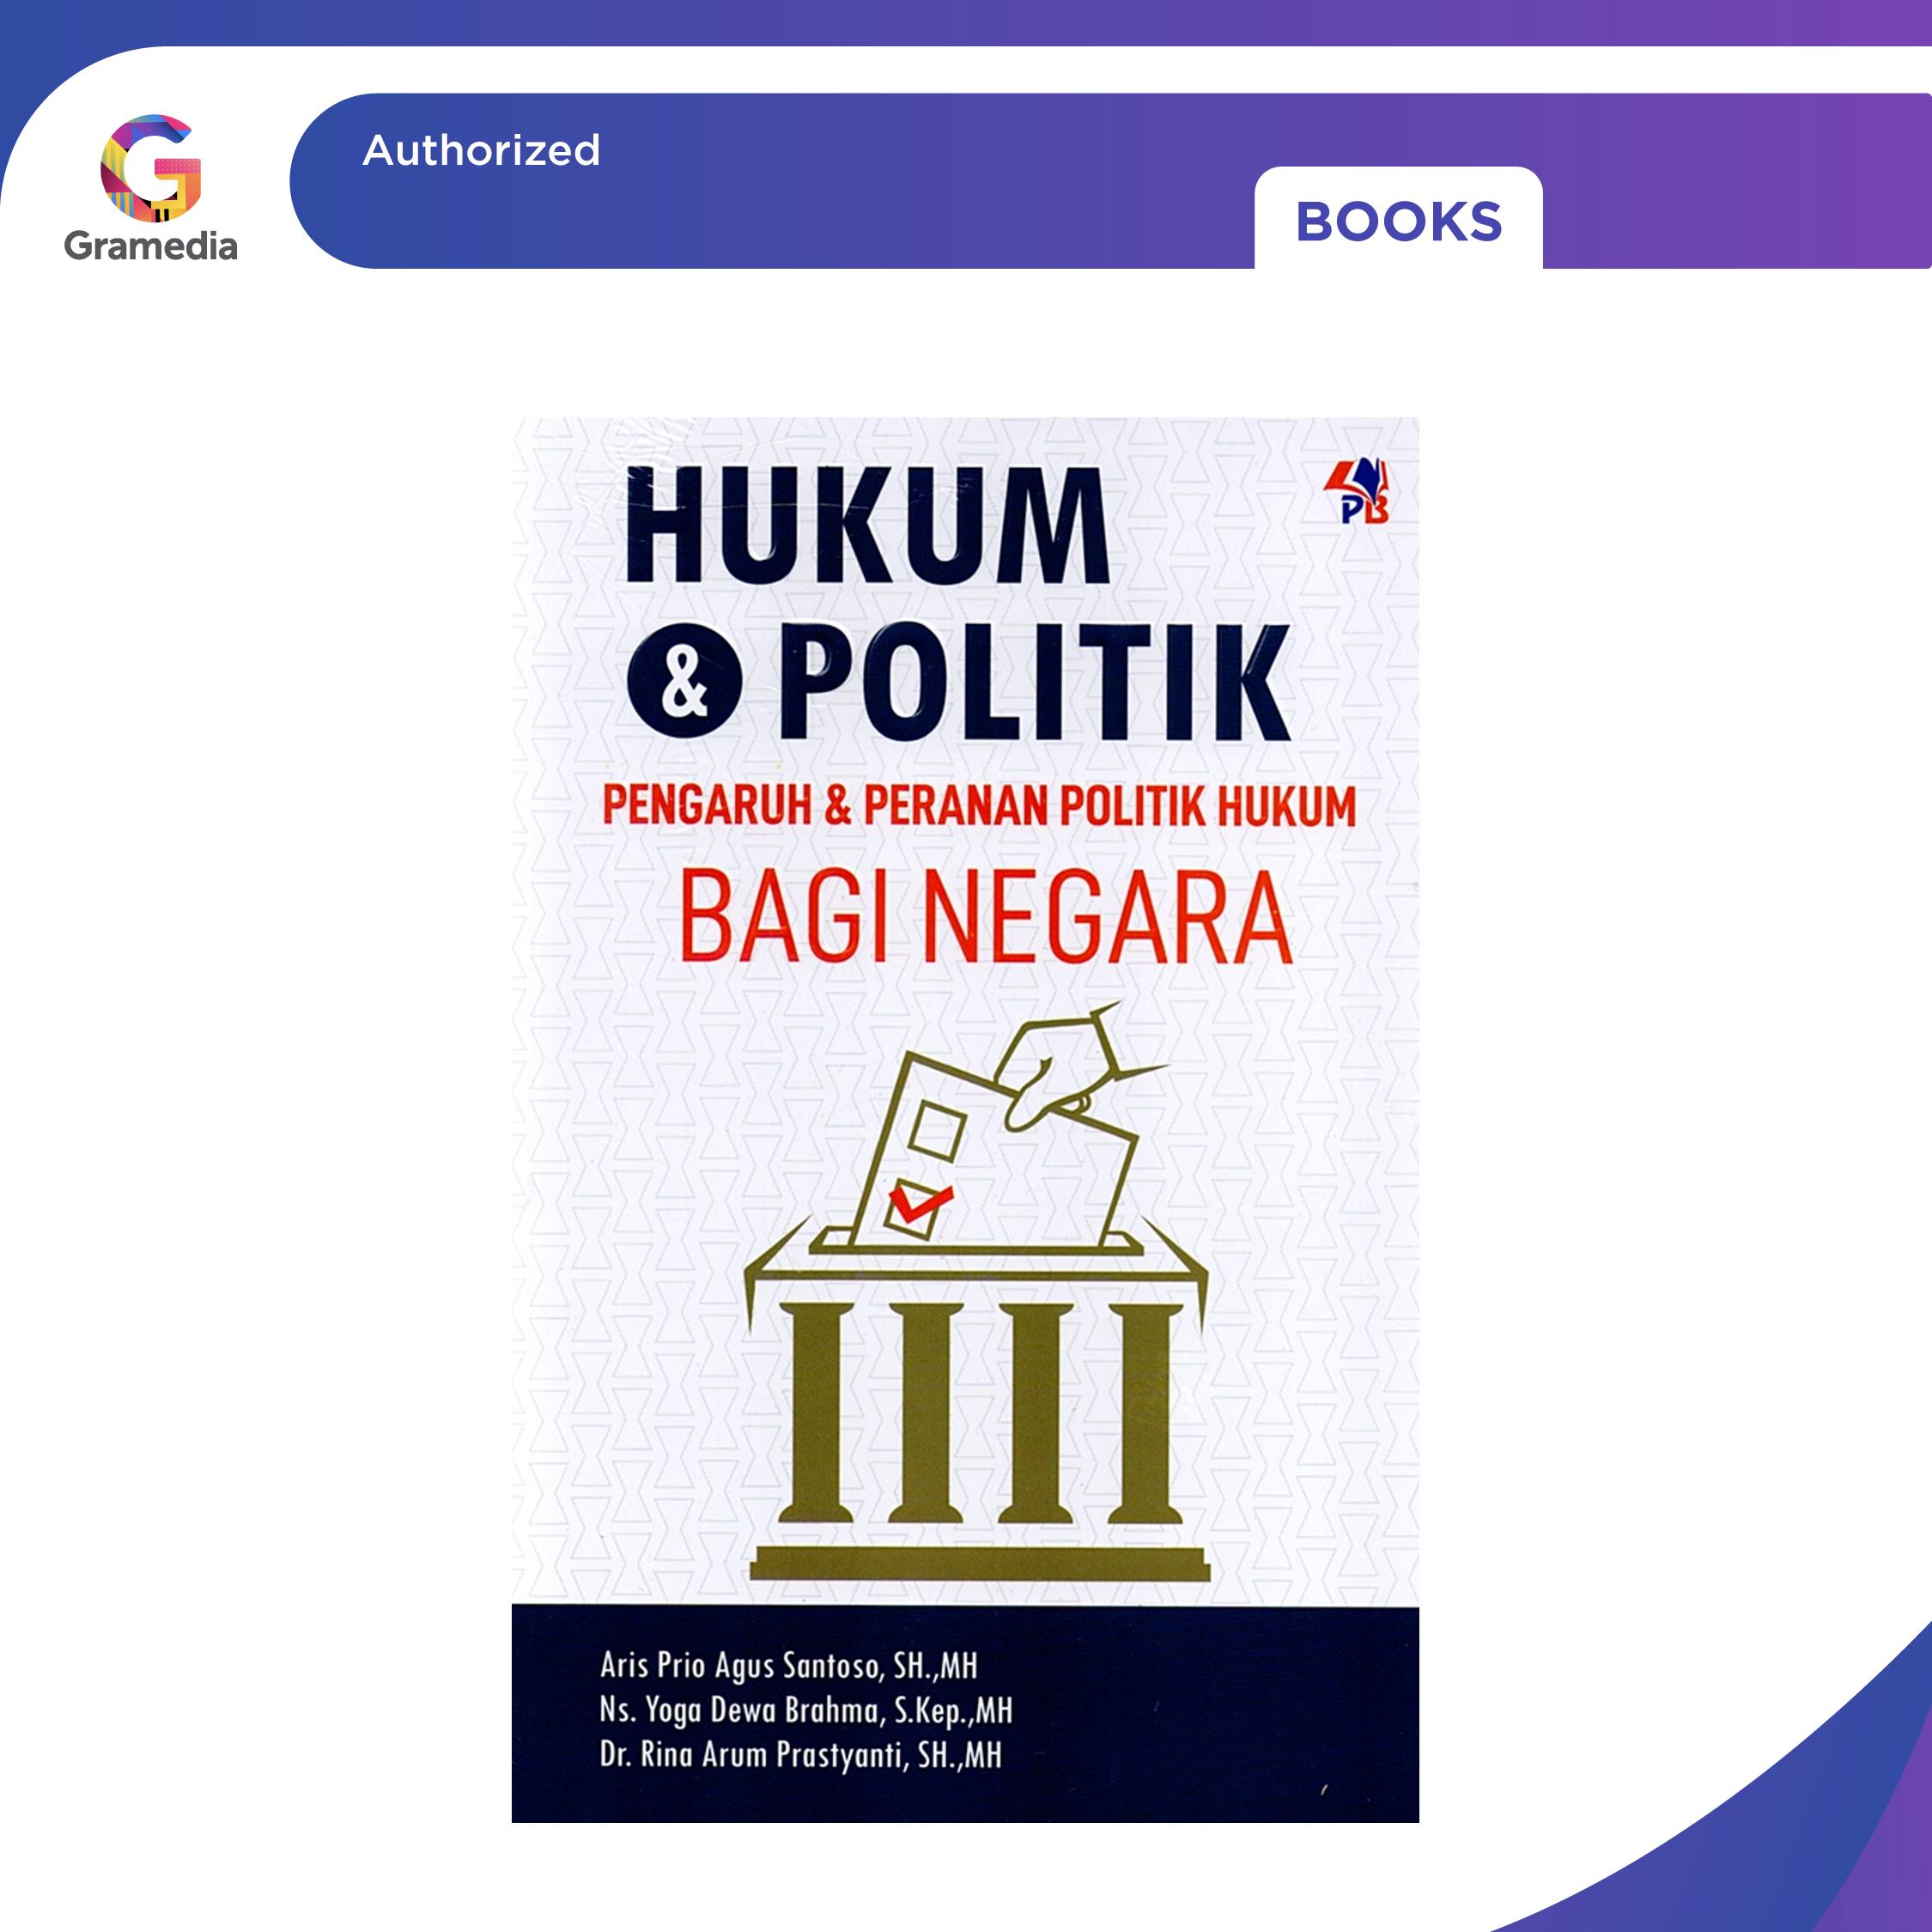 Gramedia
Authorized
BOOKS
HUKUM
& POLITIK
PB
PENGARUH & PERANAN POLITIK HUKUM
BAGI NEGARA
Aris Prio Agus Santoso, SH.,MH
Ns. Yoga Dewa Brahma, S.Kep.,MH
Dr. Rina Arum Prastyanti, SH.,MH